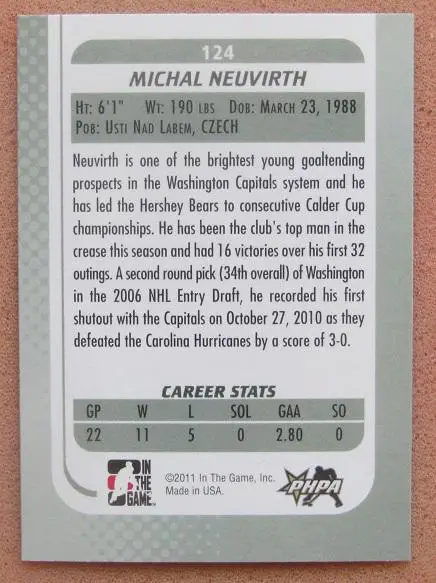 124
MICHAL NEUVIRTH
HT: 6'1" WT: 190 LBS DOB: MARCH 23, 1988
POB: USTI NAD LABEM, CZECH
Neuvirth is one of the brightest young goaltending
prospects in the Washington Capitals system and he
has led the Hershey Bears to consecutive Calder Cup
championships. He has been the club's top man in the
crease this season and had 16 victories over his first 32
outings. A second round pick (34th overall) of Washington
in the 2006 NHL Entry Draft, he recorded his first
shutout with the Capitals on October 27, 2010 as they
defeated the Carolina Hurricanes by a score of 3-0.
CAREER STATS
GP W L SOL GAA SO
22 11 5 0 2.80 0
IN THE GAME
©2011 In The Game, Inc.
Made in USA.
PHPA